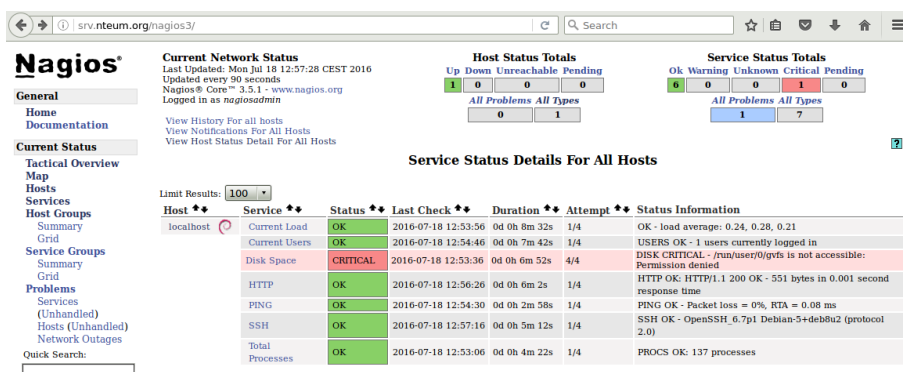 srv.nteum.org/nagios3/
Search
Nagios®
General
Home
Documentation
Current Status
Tactical Overview
Map
Hosts
Services
Host Groups
Summary
Grid
Service Groups
Summary
Grid
Problems
Services
(Unhandled)
Hosts (Unhandled)
Network Outages
Quick Search:
Current Network Status
Last Updated: Mon Jul 18 12:57:28 CEST 2016
Updated every 90 seconds
Nagios® Core™ 3.5.1 - www.nagios.org
Logged in as nagiosadmin
View History For all hosts
View Notifications For All Hosts
View Host Status Detail For All Hosts
Host Status Totals
Up Down Unreachable Pending
1 0 0 0
All Problems All Types
0 1
Service Status Totals
Ok Warning Unknown Critical Pending
6 0 0 1 0
All Problems All Types
1 7
?
Service Status Details For All Hosts
Limit Results: 100
Host Service Status Last Check Duration Attempt Status Information
localhost Current Load OK 2016-07-18 12:53:56 0d 0h 8m 32s 1/4 OK - load average: 0.24, 0.28, 0.21
Current Users OK 2016-07-18 12:54:46 0d 0h 7m 42s 1/4 USERS OK - 1 users currently logged in
Disk Space CRITICAL 2016-07-18 12:53:36 0d 0h 6m 52s 4/4 DISK CRITICAL - /run/user/0/gvfs is not accessible:
Permission denied
HTTP OK 2016-07-18 12:56:26 0d 0h 6m 2s 1/4 HTTP OK: HTTP/1.1 200 OK - 551 bytes in 0.001 second
response time
PING OK 2016-07-18 12:54:30 0d 0h 2m 58s 1/4 PING OK - Packet loss = 0%, RTA = 0.08 ms
SSH OK 2016-07-18 12:57:16 0d 0h 5m 12s 1/4 SSH OK - OpenSSH_6.7p1 Debian-5+deb8u2 (protocol
2.0)
Total
Processes OK 2016-07-18 12:53:06 0d 0h 4m 22s 1/4 PROCS OK: 137 processes